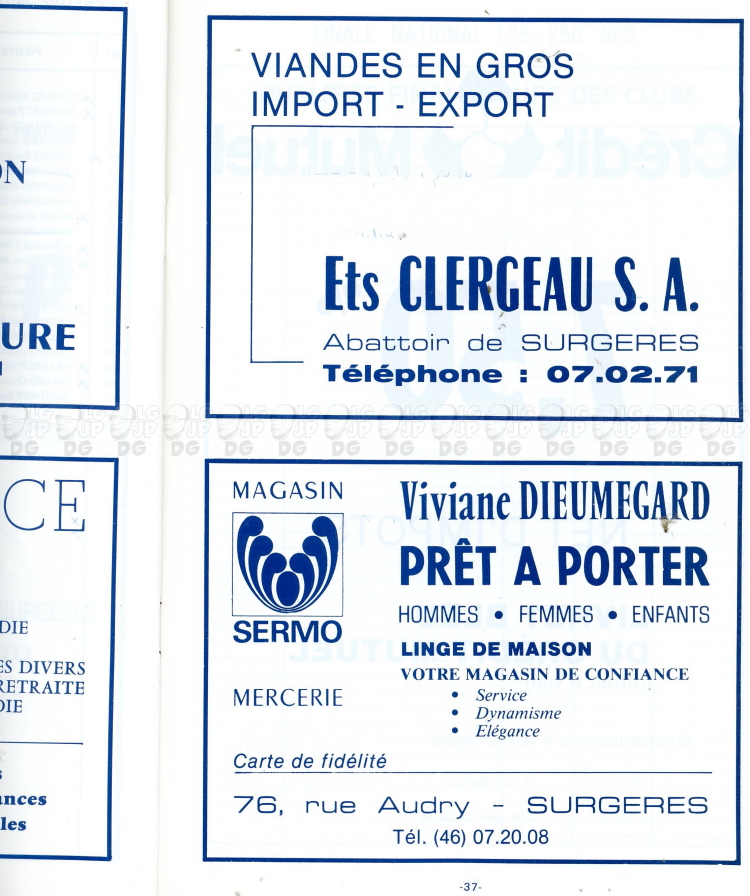 ON
URE
CE
DIE
ES DIVERS
RETRAITE
DIE
s
ances
les
VIANDES EN GROS
IMPORT - EXPORT
Ets CLERGEAU S. A.
Abattoir de SURGERES
Téléphone : 07.02.71
MAGASIN
SERMO
MERCERIE
Viviane DIEUMEGARD
PRÊT A PORTER
HOMMES • FEMMES • ENFANTS
LINGE DE MAISON
VOTRE MAGASIN DE CONFIANCE
• Service
• Dynamisme
• Elégance
Carte de fidélité
76, rue Audry - SURGERES
Tél. (46) 07.20.08
-37-